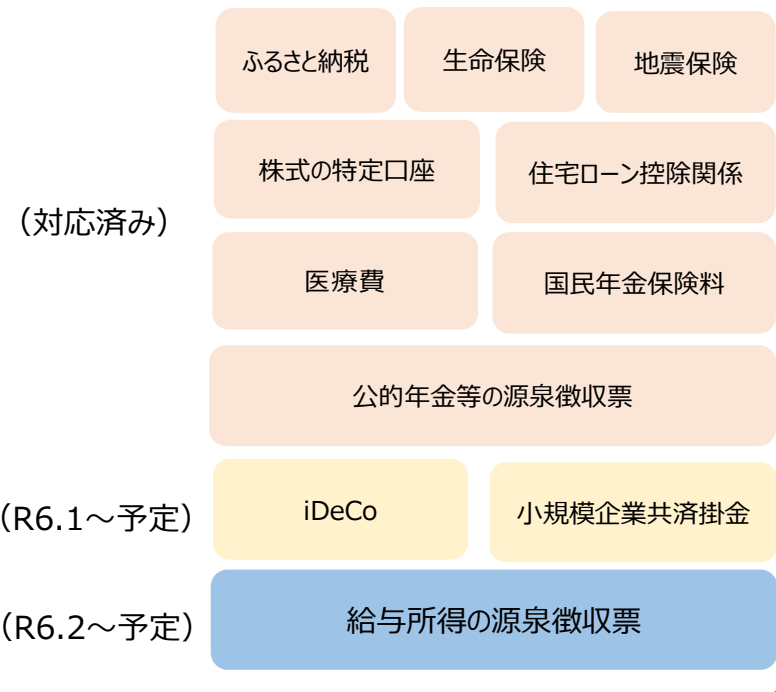 ふるさと納税
生命保険
地震保険
株式の特定口座
住宅ローン控除関係
（対応済み）
医療費
国民年金保険料
公的年金等の源泉徴収票
（R6.1～予定）
iDeCo
小規模企業共済掛金
（R6.2～予定）
給与所得の源泉徴収票